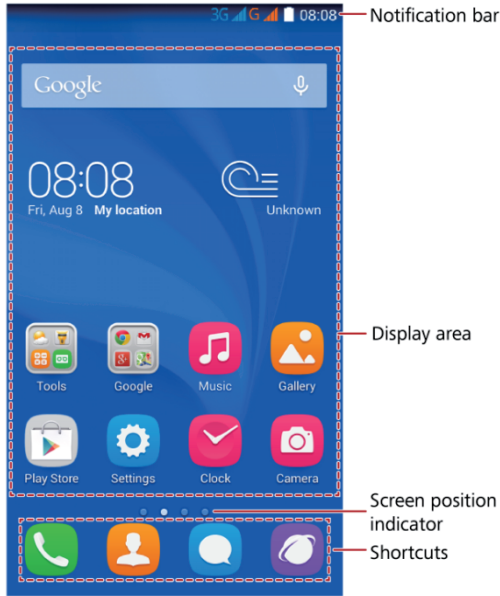 3G G 08:08
Notification bar
Google
08:08
Fri, Aug 8 My location
Unknown
Display area
Tools Google Music Gallery
Play Store Settings Clock Camera
Screen position
indicator
Shortcuts